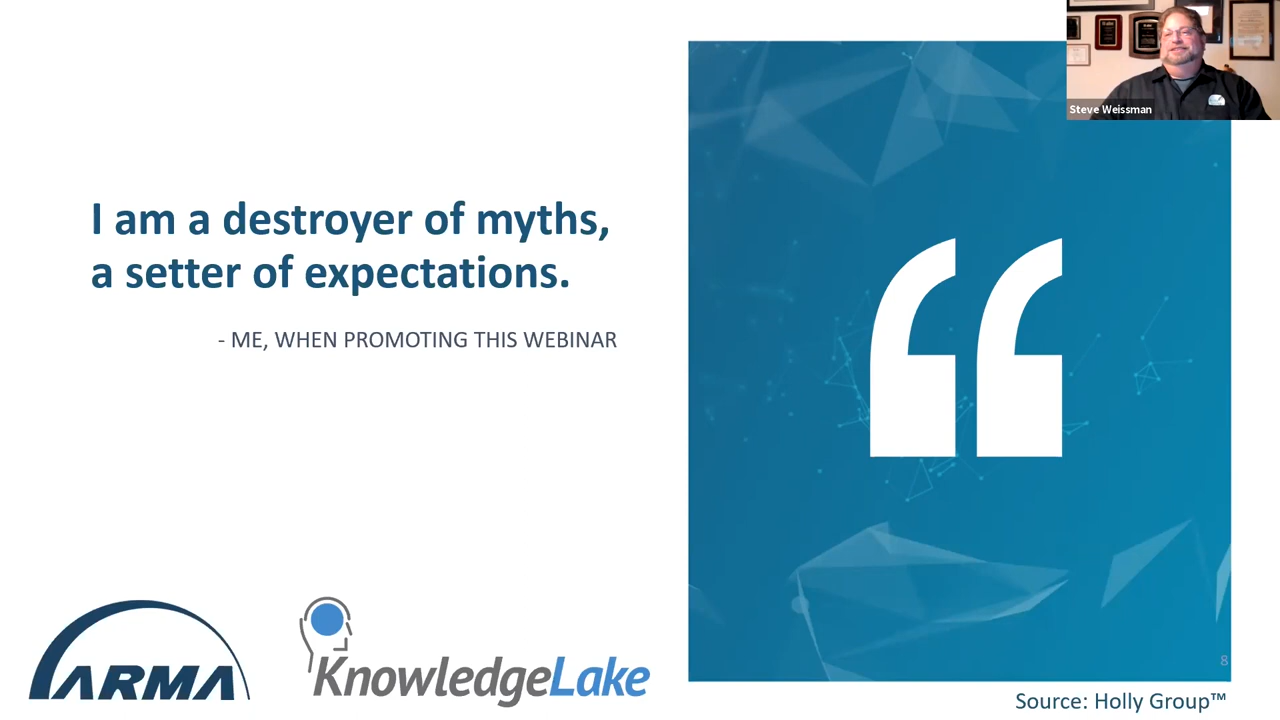 Steve Weissman
I am a destroyer of myths,
a setter of expectations.
- ME, WHEN PROMOTING THIS WEBINAR
“
ARMA
KnowledgeLake
8
Source: Holly Group™